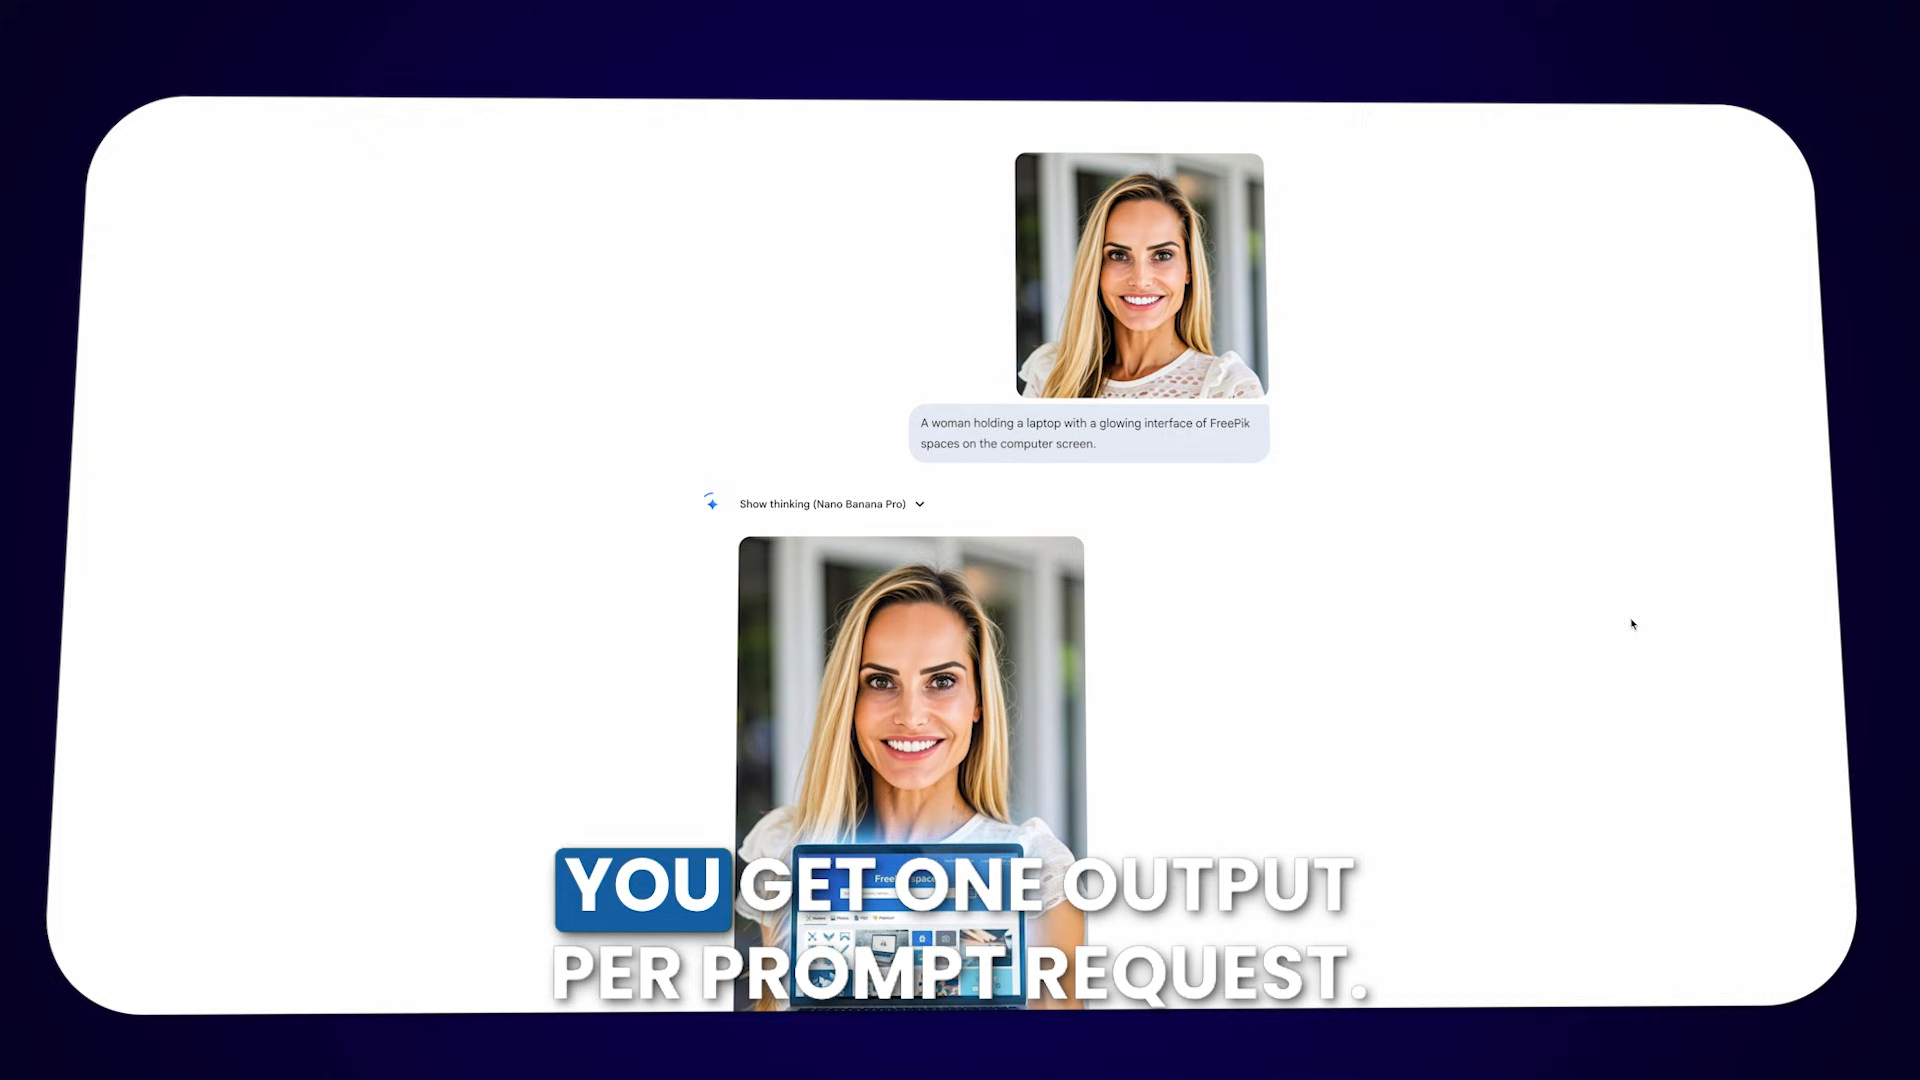 A woman holding a laptop with a glowing interface of FreePik
spaces on the computer screen.
Show thinking (Nano Banana Pro)
YOU GET ONE OUTPUT
PER PROMPT REQUEST.